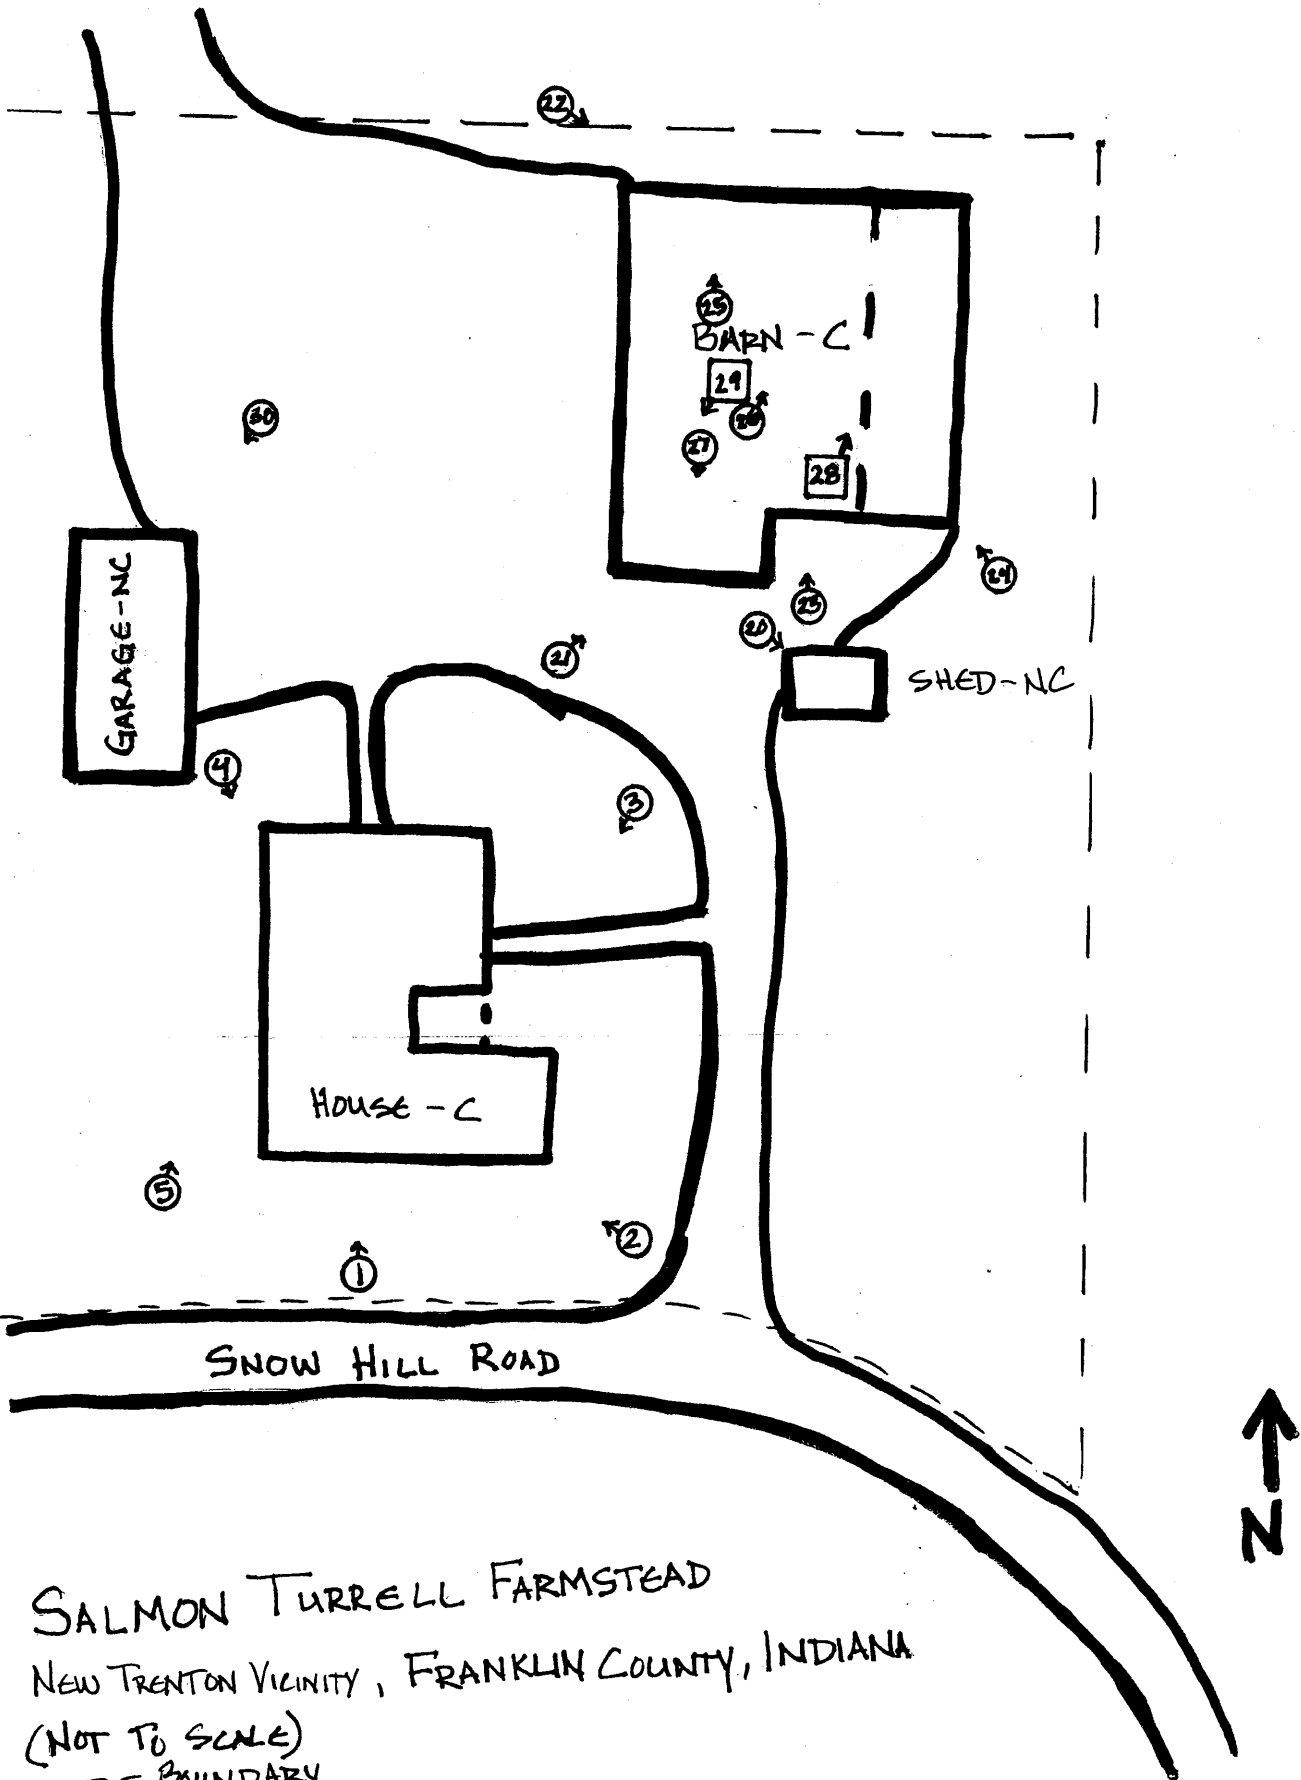 22
25
BARN - C
29
26
30
27
28
GARAGE-NC
24
23
20
21
SHED-NC
4
3
HOUSE - C
5
2
1
SNOW HILL ROAD
N
SALMON TURRELL FARMSTEAD
NEW TRENTON VICINITY, FRANKLIN COUNTY, INDIANA
(NOT TO SCALE)
BOUNDARY